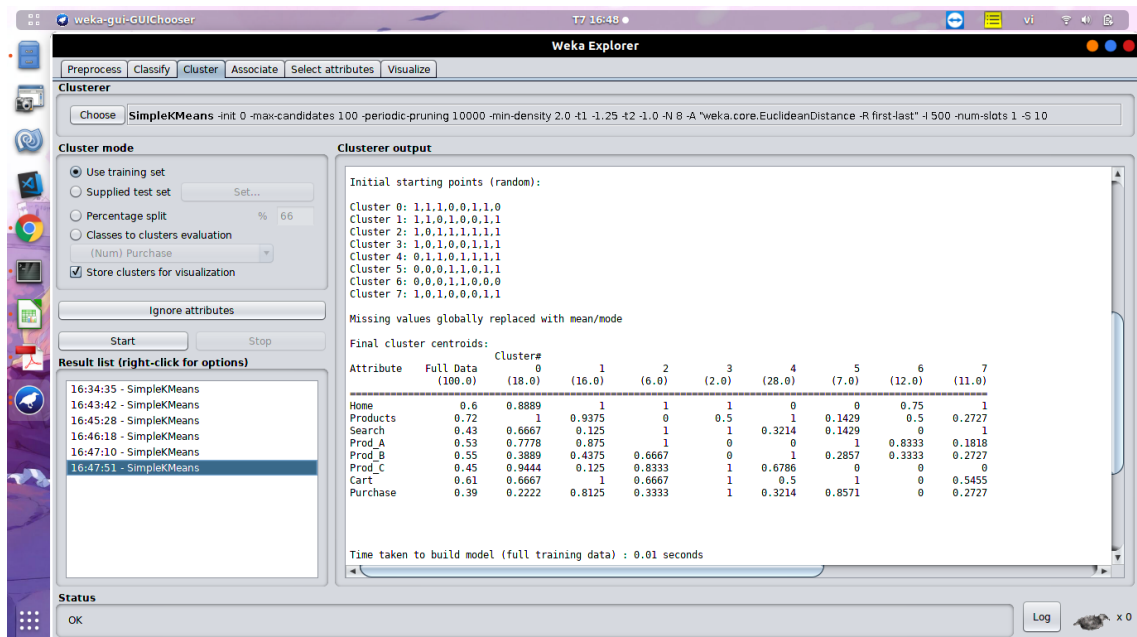 weka-gui-GUIChooser T7 16:48 vi
Weka Explorer
Preprocess Classify Cluster Associate Select attributes Visualize
Clusterer
Choose SimpleKMeans -init 0 -max-candidates 100 -periodic-pruning 10000 -min-density 2.0 -t1 -1.25 -t2 -1.0 -N 8 -A "weka.core.EuclideanDistance -R first-last" -I 500 -num-slots 1 -S 10
Cluster mode
Use training set
Supplied test set Set...
Percentage split % 66
Classes to clusters evaluation
(Num) Purchase
Store clusters for visualization
Ignore attributes
Start Stop
Result list (right-click for options)
16:34:35 - SimpleKMeans
16:43:42 - SimpleKMeans
16:45:28 - SimpleKMeans
16:46:18 - SimpleKMeans
16:47:10 - SimpleKMeans
16:47:51 - SimpleKMeans
Clusterer output
Initial starting points (random):
Cluster 0: 1,1,1,0,0,1,1,0
Cluster 1: 1,1,0,1,0,0,1,1
Cluster 2: 1,0,1,1,1,1,1,1
Cluster 3: 1,0,1,0,0,1,1,1
Cluster 4: 0,1,1,0,1,1,1,1
Cluster 5: 0,0,0,1,1,0,1,1
Cluster 6: 0,0,0,1,1,0,0,0
Cluster 7: 1,0,1,0,0,0,1,1
Missing values globally replaced with mean/mode
Final cluster centroids:
Cluster#
Attribute Full Data 0 1 2 3 4 5 6 7
(100.0) (18.0) (16.0) (6.0) (2.0) (28.0) (7.0) (12.0) (11.0)
Home 0.6 0.8889 1 1 1 0 0 0.75 1
Products 0.72 1 0.9375 0 0.5 1 0.1429 0.5 0.2727
Search 0.43 0.6667 0.125 1 1 0.3214 0.1429 0 1
Prod_A 0.53 0.7778 0.875 1 0 0 1 0.8333 0.1818
Prod_B 0.55 0.3889 0.4375 0.6667 0 1 0.2857 0.3333 0.2727
Prod_C 0.45 0.9444 0.125 0.8333 1 0.6786 0 0 0
Cart 0.61 0.6667 1 0.6667 1 0.5 1 0 0.5455
Purchase 0.39 0.2222 0.8125 0.3333 1 0.3214 0.8571 0 0.2727
Time taken to build model (full training data) : 0.01 seconds
Status
OK
Log x 0